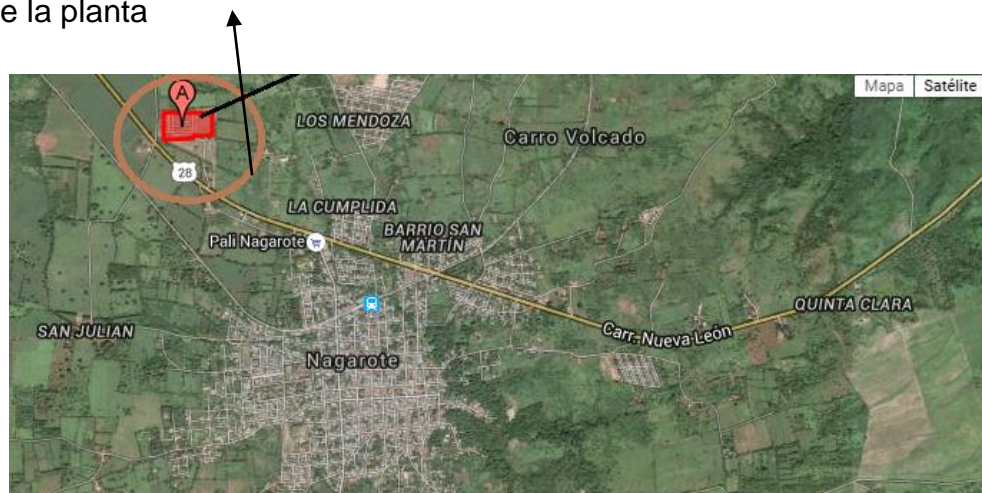 e la planta
Mapa Satélite
A
LOS MENDOZA
Carro Volcado
28
LA CUMPLIDA
BARRIO SAN
MARTÍN
Pali Nagarote
QUINTA CLARA
SAN JULIAN
Carr. Nueva León
Nagarote